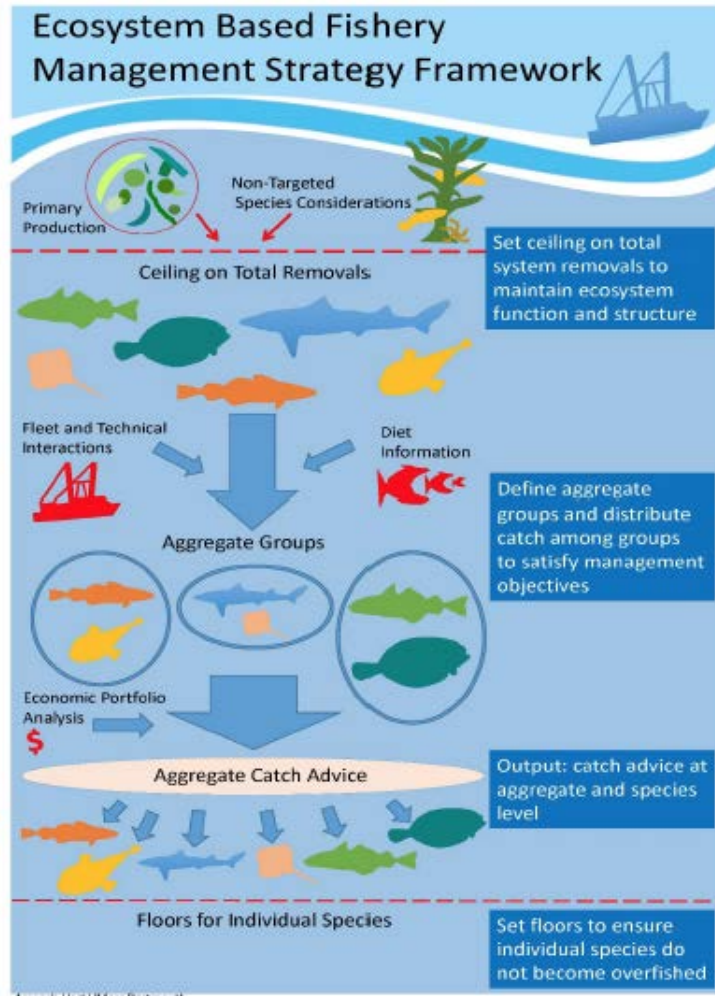 Ecosystem Based Fishery
Management Strategy Framework
Primary
Production
Non-Targeted
Species Considerations
Set ceiling on total
system removals to
maintain ecosystem
function and structure
Ceiling on Total Removals
Fleet and Technical
Interactions
Diet
Information
Define aggregate
groups and distribute
catch among groups
to satisfy management
objectives
Aggregate Groups
Economic Portfolio
Analysis
$
Aggregate Catch Advice
Output: catch advice at
aggregate and species
level
Floors for Individual Species
Set floors to ensure
individual species do
not become overfished